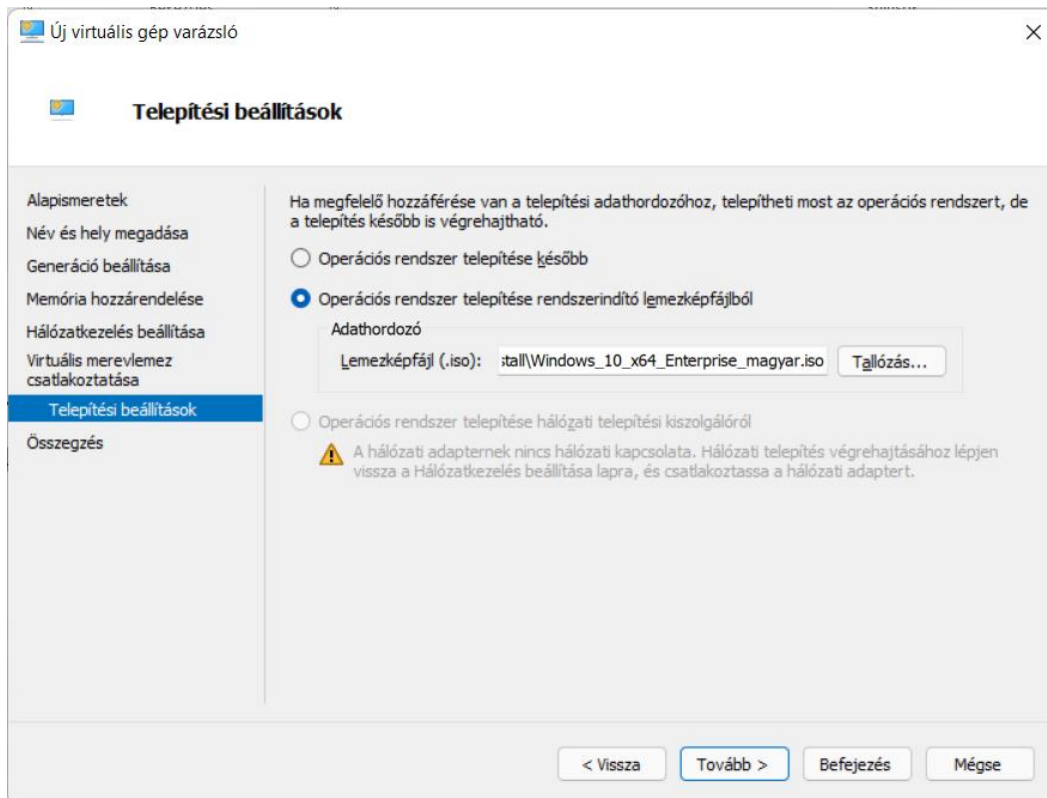 Új virtuális gép varázsló
Telepítési beállítások
Alapismeretek
Név és hely megadása
Generáció beállítása
Memória hozzárendelése
Hálózatkezelés beállítása
Virtuális merevlemez
csatlakoztatása
Telepítési beállítások
Összegzés
Ha megfelelő hozzáférése van a telepítési adathordozóhoz, telepítheti most az operációs rendszert, de
a telepítés később is végrehajtható.
Operációs rendszer telepítése később
Operációs rendszer telepítése rendszerindító lemezképfájlból
Adathordozó
Lemezképfájl (.iso): stall\Windows_10_x64_Enterprise_magyar.iso Tallózás...
Operációs rendszer telepítése hálózati telepítési kiszolgálóról
A hálózati adapternek nincs hálózati kapcsolata. Hálózati telepítés végrehajtásához lépjen
vissza a Hálózatkezelés beállítása lapra, és csatlakoztassa a hálózati adaptert.
< Vissza Tovább > Befejezés Mégse